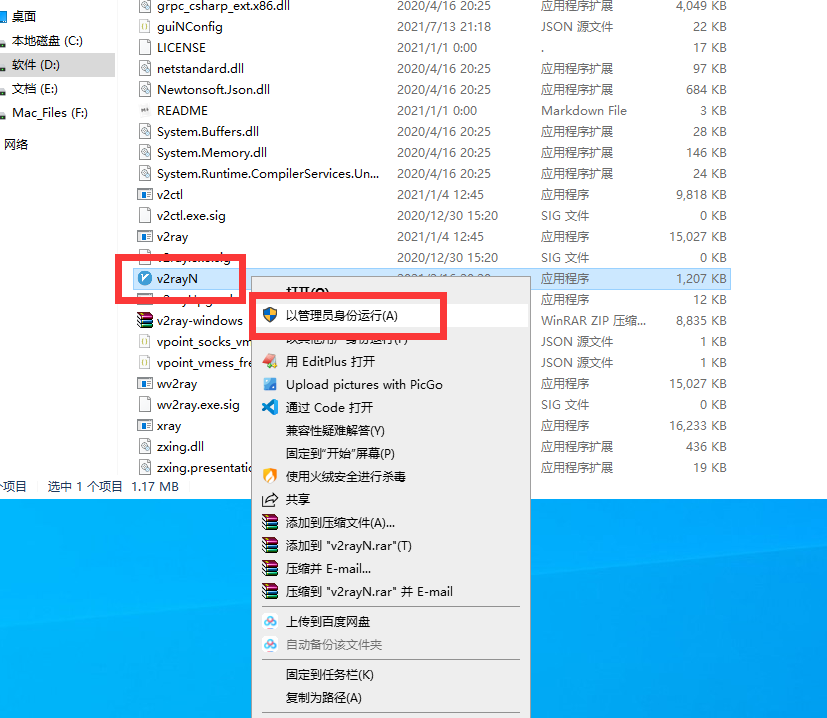 桌面
本地磁盘 (C:)
软件 (D:)
文档 (E:)
Mac_Files (F:)
网络
grpc_csharp_ext.x86.dll 2020/4/16 20:25 应用程序扩展 4,049 KB
guiNConfig 2021/7/13 21:18 JSON 源文件 22 KB
LICENSE 2021/1/1 0:00 . 17 KB
netstandard.dll 2020/4/16 20:25 应用程序扩展 97 KB
Newtonsoft.Json.dll 2020/4/16 20:25 应用程序扩展 684 KB
README 2021/1/1 0:00 Markdown File 3 KB
System.Buffers.dll 2020/4/16 20:25 应用程序扩展 28 KB
System.Memory.dll 2020/4/16 20:25 应用程序扩展 146 KB
System.Runtime.CompilerServices.Un... 2020/4/16 20:25 应用程序扩展 24 KB
v2ctl 2021/1/4 12:45 应用程序 9,818 KB
v2ctl.exe.sig 2020/12/30 15:20 SIG 文件 0 KB
v2ray 2021/1/4 12:45 应用程序 15,027 KB
v2ray.exe.sig 2020/12/30 15:20 SIG 文件 0 KB
v2rayN 应用程序 1,207 KB
应用程序 12 KB
v2ray-windows WinRAR ZIP 压缩... 8,835 KB
vpoint_socks_vm JSON 源文件 1 KB
vpoint_vmess_fre JSON 源文件 1 KB
wv2ray 应用程序 15,027 KB
wv2ray.exe.sig SIG 文件 0 KB
xray 应用程序 16,233 KB
zxing.dll 应用程序扩展 436 KB
zxing.presentatio 应用程序扩展 19 KB
个项目 选中 1 个项目 1.17 MB
打开(O)
以管理员身份运行(A)
以其他用户身份运行(F)
用 EditPlus 打开
Upload pictures with PicGo
通过 Code 打开
兼容性疑难解答(Y)
固定到"开始"屏幕(P)
使用火绒安全进行杀毒
共享
添加到压缩文件(A)...
添加到 "v2rayN.rar"(T)
压缩并 E-mail...
压缩到 "v2rayN.rar" 并 E-mail
上传到百度网盘
自动备份该文件夹
固定到任务栏(K)
复制为路径(A)